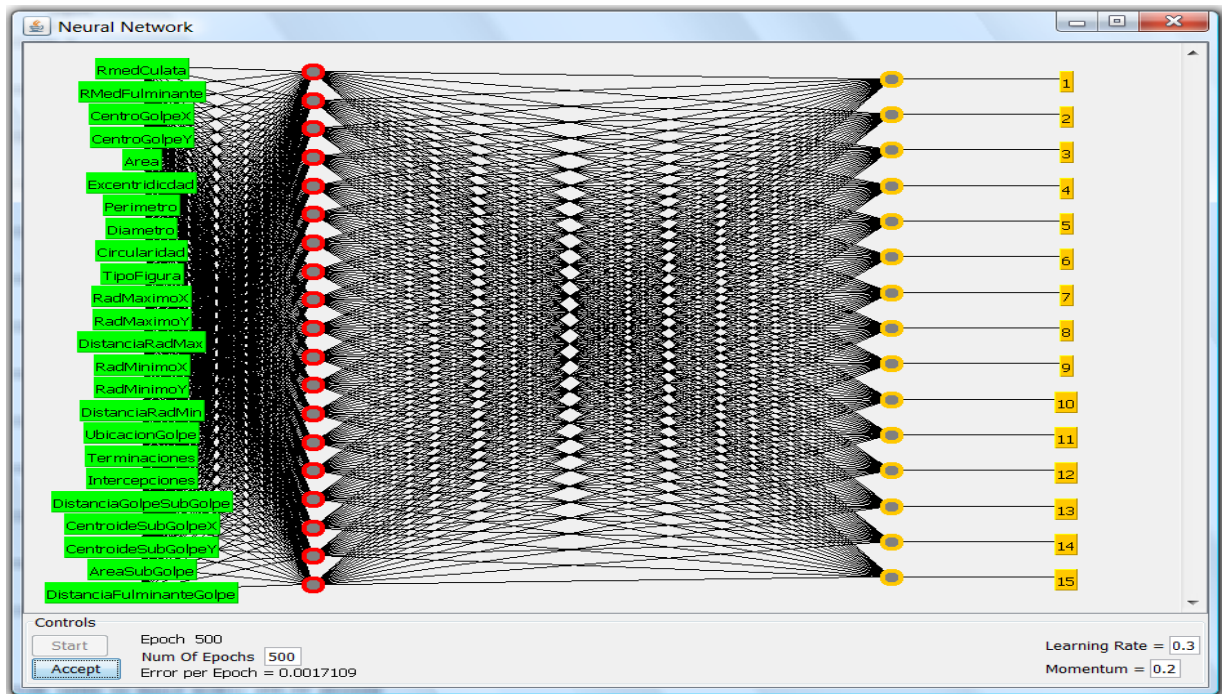 Neural Network
RmedCulata
RMedFulminante
CentroGolpeX
CentroGolpeY
Area
Excentridicdad
Perimetro
Diametro
Circularidad
TipoFigura
RadMaximoX
RadMaximoY
DistanciaRadMax
RadMinimoX
RadMinimoY
DistanciaRadMin
UbicacionGolpe
Terminaciones
Intercepciones
DistanciaGolpeSubGolpe
CentroideSubGolpeX
CentroideSubGolpeY
AreaSubGolpe
DistanciaFulminanteGolpe
1
2
3
4
5
6
7
8
9
10
11
12
13
14
15
Controls
Start
Accept
Epoch 500
Num Of Epochs 500
Error per Epoch = 0.0017109
Learning Rate = 0.3
Momentum = 0.2